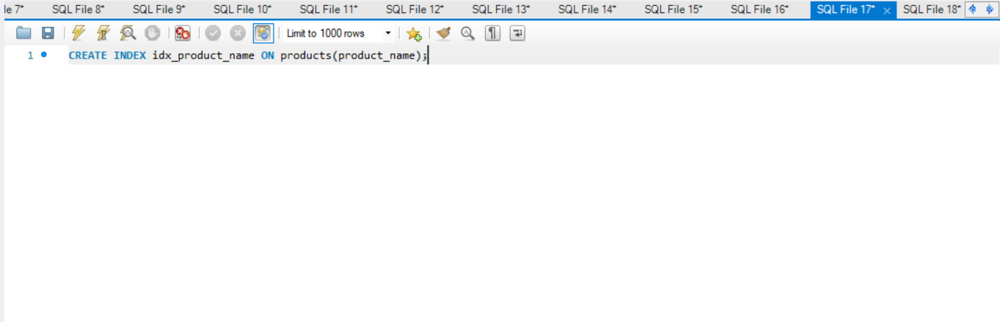 le 7* SQL File 8* SQL File 9* SQL File 10* SQL File 11* SQL File 12* SQL File 13* SQL File 14* SQL File 15* SQL File 16* SQL File 17* × SQL File 18*
Limit to 1000 rows
1 CREATE INDEX idx_product_name ON products(product_name);